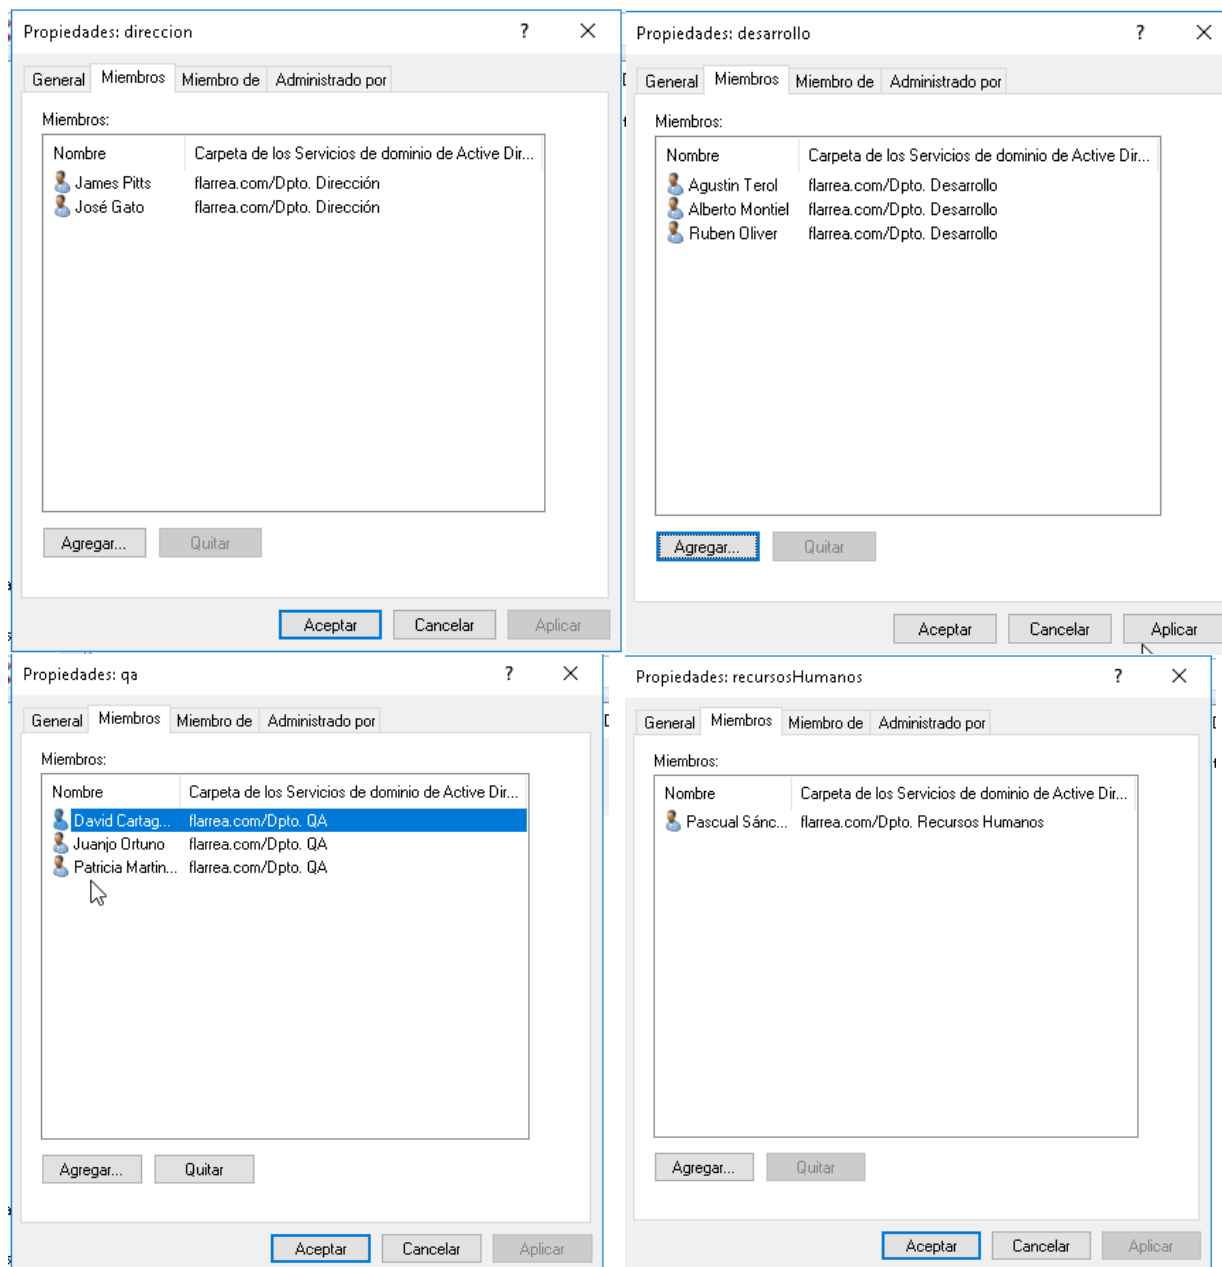 Propiedades: direccion ? ×
General Miembros Miembro de Administrado por
Miembros:
Nombre Carpeta de los Servicios de dominio de Active Dir...
James Pitts flarrea.com/Dpto. Dirección
José Gato flarrea.com/Dpto. Dirección
Agregar... Quitar
Aceptar Cancelar Aplicar
Propiedades: desarrollo ? ×
General Miembros Miembro de Administrado por
Miembros:
Nombre Carpeta de los Servicios de dominio de Active Dir...
Agustin Terol flarrea.com/Dpto. Desarrollo
Alberto Montiel flarrea.com/Dpto. Desarrollo
Ruben Oliver flarrea.com/Dpto. Desarrollo
Agregar... Quitar
Aceptar Cancelar Aplicar
Propiedades: qa ? ×
General Miembros Miembro de Administrado por
Miembros:
Nombre Carpeta de los Servicios de dominio de Active Dir...
David Cartag... flarrea.com/Dpto. QA
Juanjo Ortuno flarrea.com/Dpto. QA
Patricia Martin... flarrea.com/Dpto. QA
Agregar... Quitar
Aceptar Cancelar Aplicar
Propiedades: recursosHumanos ? ×
General Miembros Miembro de Administrado por
Miembros:
Nombre Carpeta de los Servicios de dominio de Active Dir...
Pascual Sánc... flarrea.com/Dpto. Recursos Humanos
Agregar... Quitar
Aceptar Cancelar Aplicar